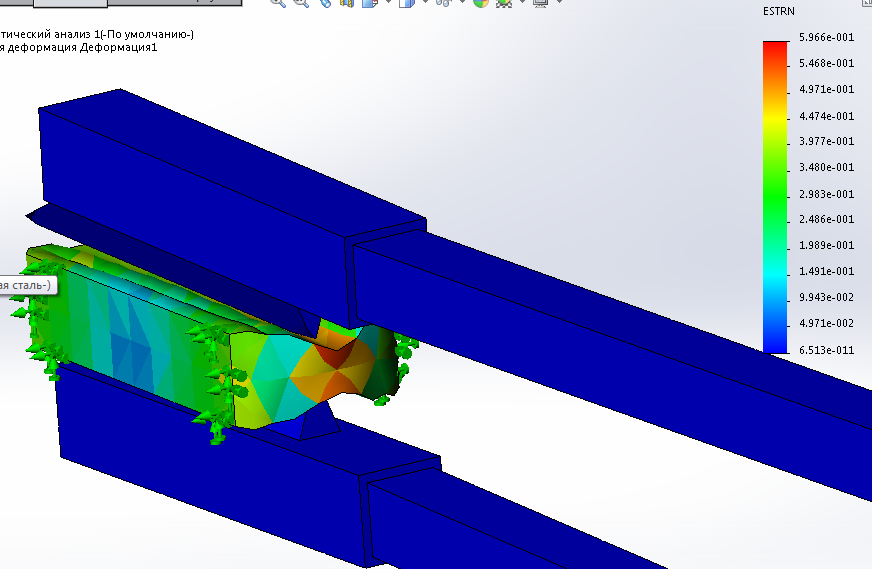 ESTRN
тический анализ 1(-По умолчанию-)
я деформация Деформация1
5.966e-001
5.468e-001
4.971e-001
4.474e-001
3.977e-001
3.480e-001
2.983e-001
2.486e-001
1.989e-001
1.491e-001
9.943e-002
4.971e-002
6.513e-011
ая сталь-)